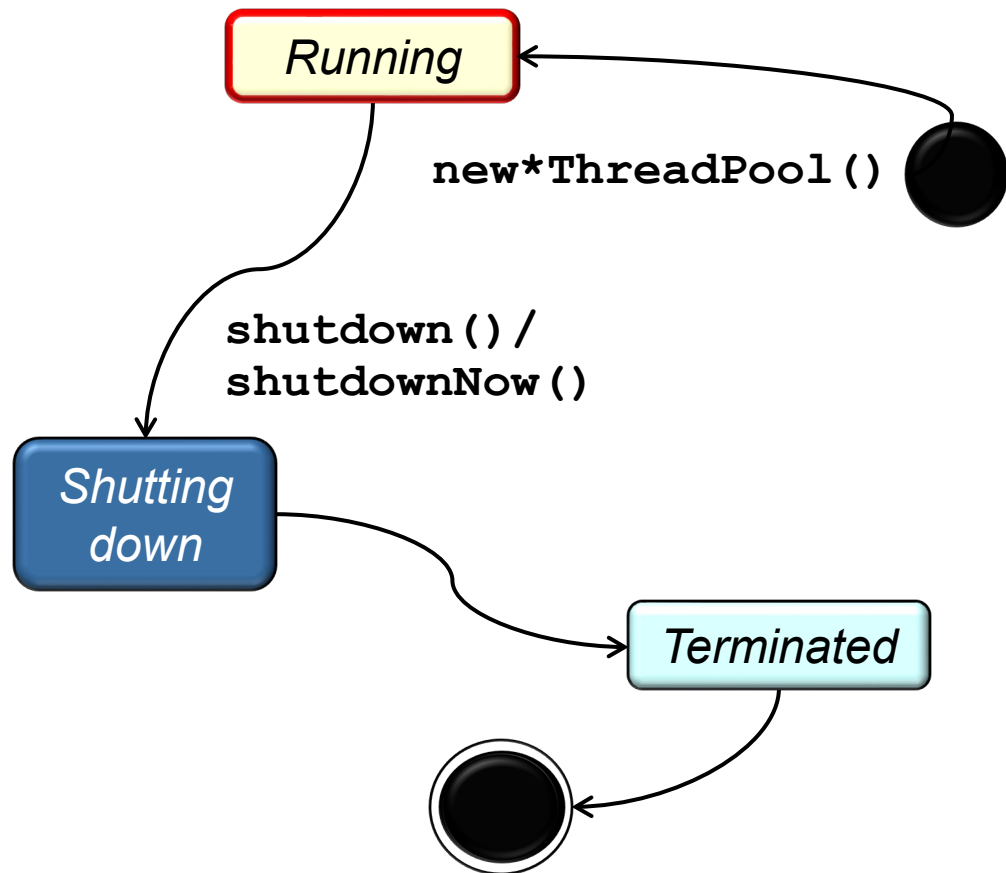 Running
new*ThreadPool()
shutdown()/
shutdownNow()
Shutting
down
Terminated